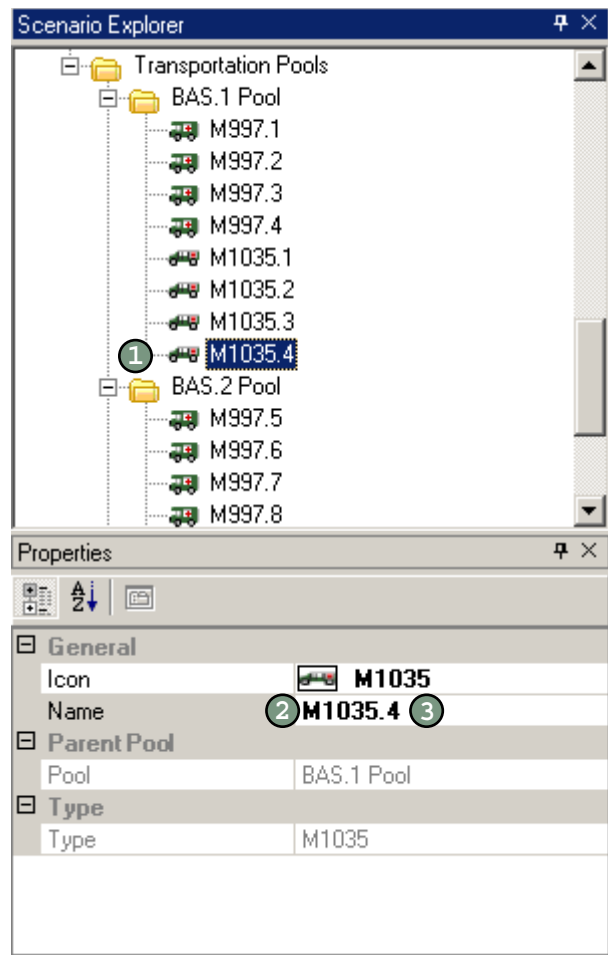 Scenario Explorer
Transportation Pools
BAS.1 Pool
M997.1
M997.2
M997.3
M997.4
M1035.1
M1035.2
M1035.3
1 M1035.4
BAS.2 Pool
M997.5
M997.6
M997.7
M997.8
Properties
A Z
General
Icon M1035
Name 2 M1035.4 3
Parent Pool
Pool BAS.1 Pool
Type
Type M1035